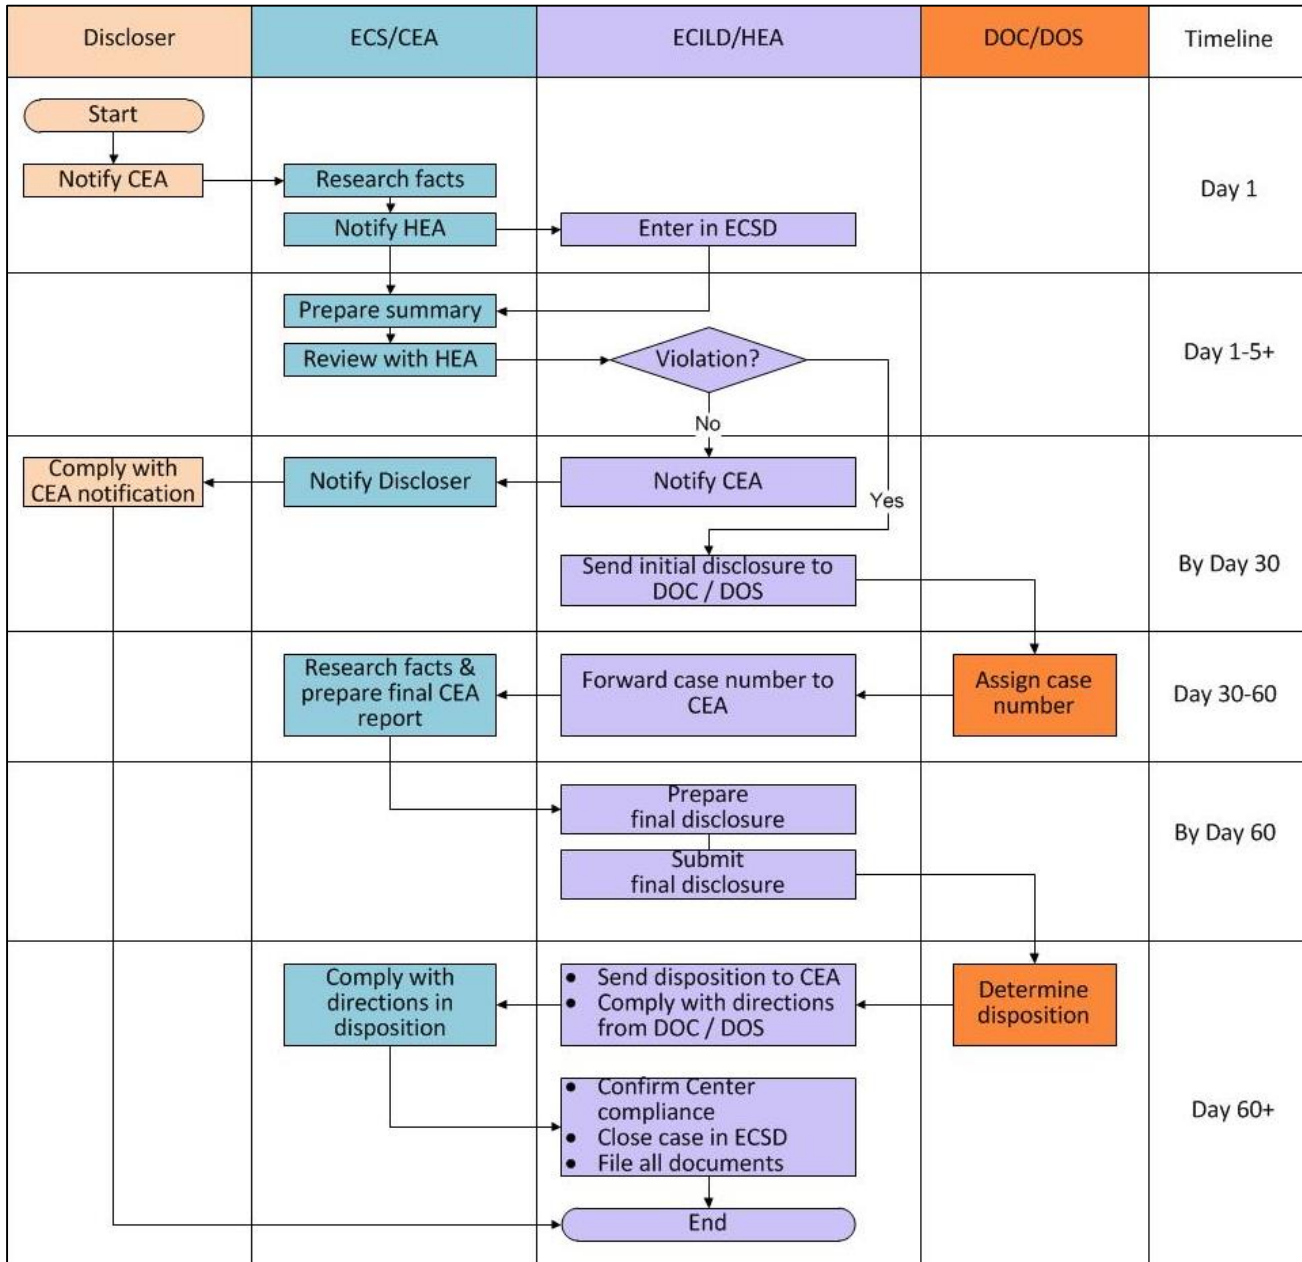 Discloser
ECS/CEA
ECILD/HEA
DOC/DOS
Timeline
Start
Notify CEA
Research facts
Day 1
Notify HEA
Enter in ECSD
Prepare summary
Review with HEA
Violation?
Day 1-5+
No
Comply with
CEA notification
Notify Discloser
Notify CEA
Yes
Send initial disclosure to
DOC / DOS
By Day 30
Research facts &
prepare final CEA
report
Forward case number to
CEA
Assign case
number
Day 30-60
Prepare
final disclosure
By Day 60
Submit
final disclosure
Comply with
directions in
disposition
• Send disposition to CEA
• Comply with directions
from DOC / DOS
Determine
disposition
• Confirm Center
compliance
• Close case in ECSD
• File all documents
Day 60+
End